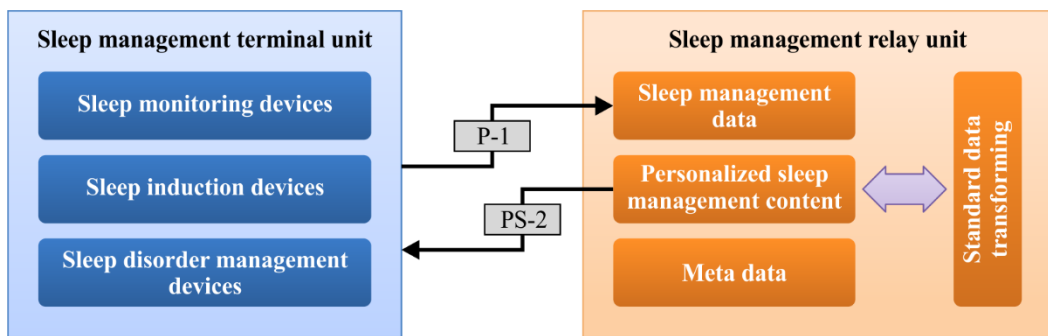 Sleep management terminal unit
Sleep monitoring devices
Sleep induction devices
Sleep disorder management
devices
P-1
PS-2
Sleep management relay unit
Sleep management
data
Personalized sleep
management content
Meta data
Standard data
transforming